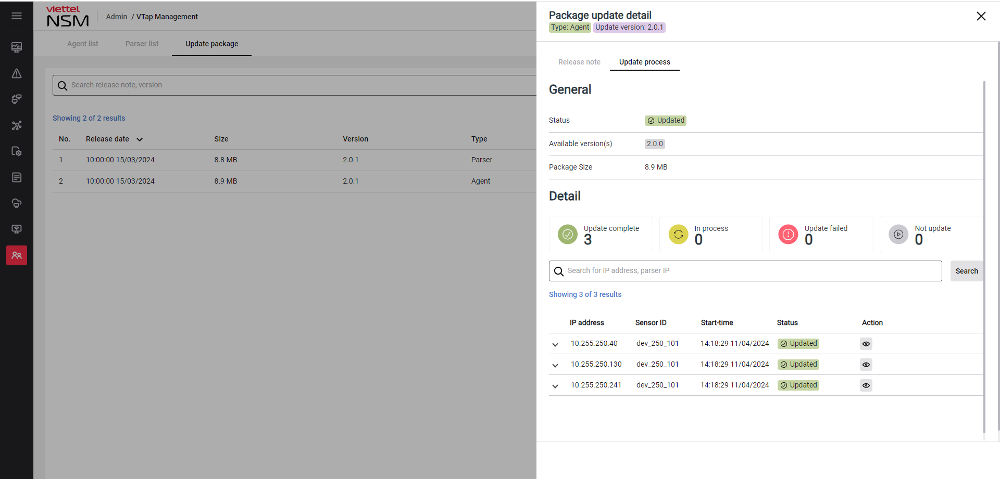 viettel
NSM
Admin / VTap Management
Agent list Parser list Update package
Search release note, version
Showing 2 of 2 results
No. Release date Size Version Type
1 10:00:00 15/03/2024 8.8 MB 2.0.1 Parser
2 10:00:00 15/03/2024 8.9 MB 2.0.1 Agent
Package update detail
Type: Agent Update version: 2.0.1
Release note Update process
General
Status Updated
Available version(s) 2.0.0
Package Size 8.9 MB
Detail
Update complete
3
In process
0
Update failed
0
Not update
0
Search for IP address, parser IP
Search
Showing 3 of 3 results
IP address Sensor ID Start-time Status Action
10.255.250.40 dev_250_101 14:18:29 11/04/2024 Updated
10.255.250.130 dev_250_101 14:18:29 11/04/2024 Updated
10.255.250.241 dev_250_101 14:18:29 11/04/2024 Updated